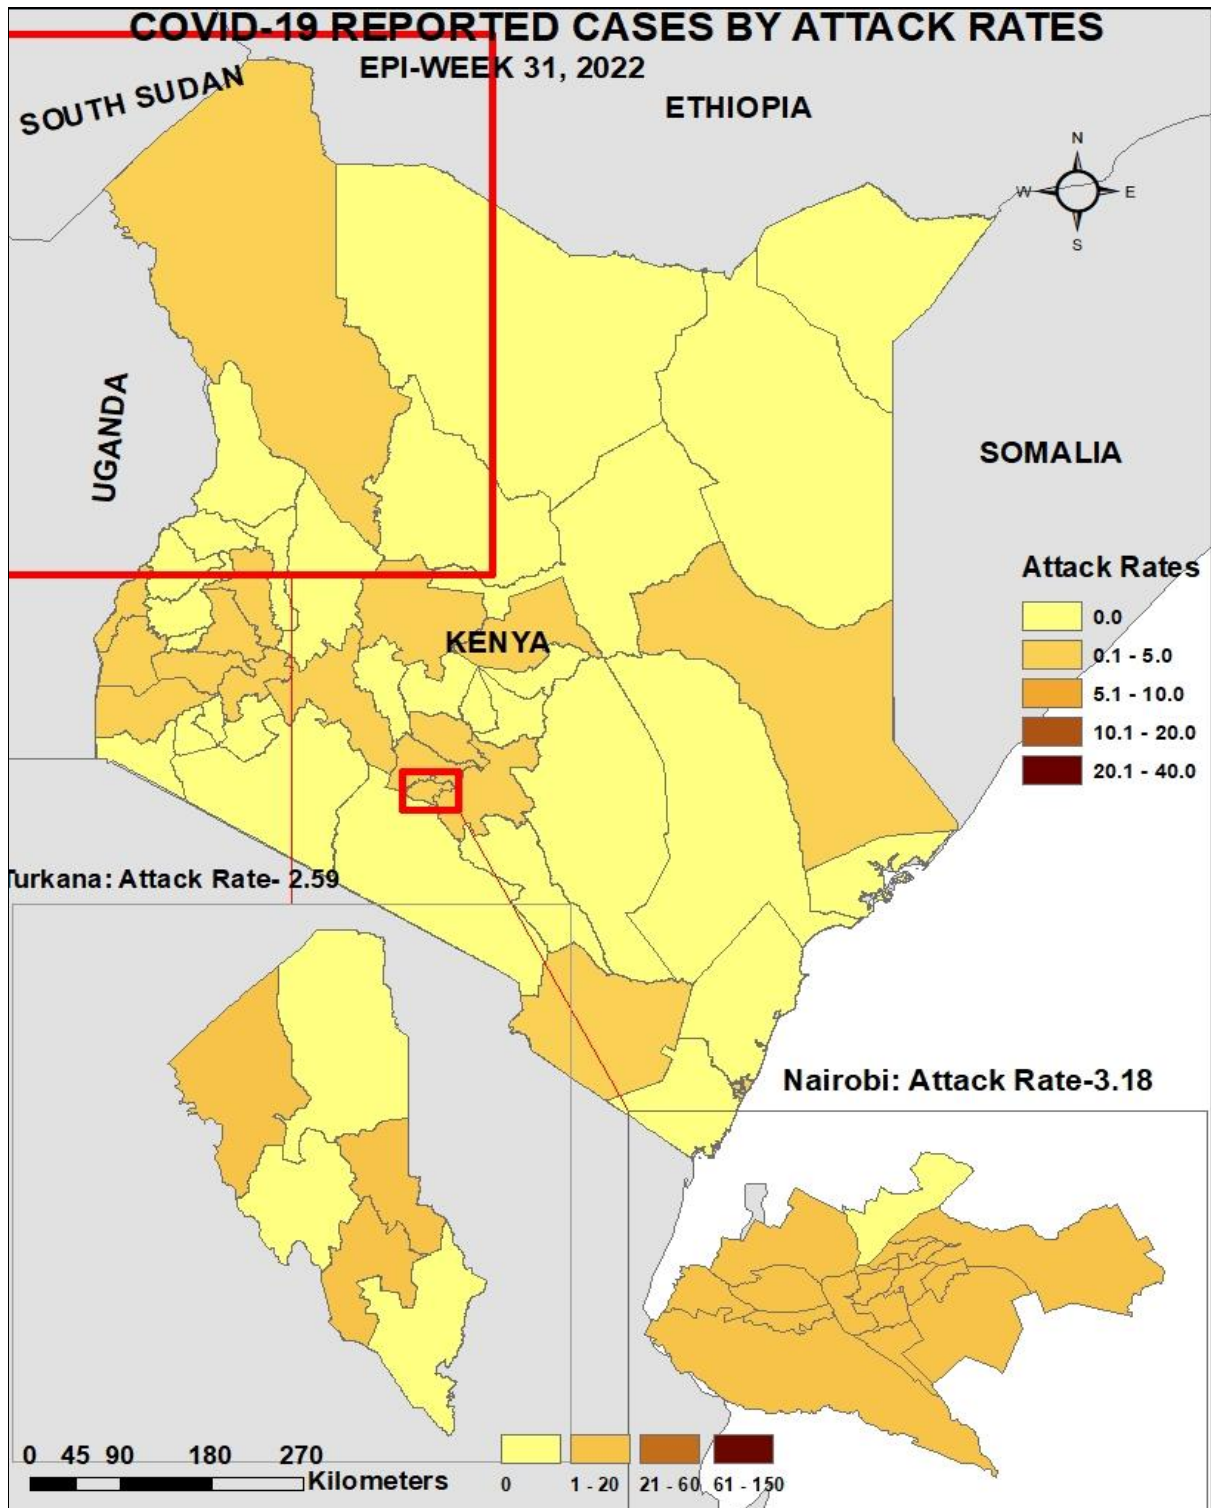 COVID-19 REPORTED CASES BY ATTACK RATES
EPI-WEEK 31, 2022
SOUTH SUDAN
ETHIOPIA
N
W E
S
UGANDA
SOMALIA
Attack Rates
0.0
0.1 - 5.0
5.1 - 10.0
10.1 - 20.0
20.1 - 40.0
KENYA
Turkana: Attack Rate- 2.59
Nairobi: Attack Rate-3.18
0 45 90 180 270
Kilometers
0 1 - 20 21 - 60 61 - 150